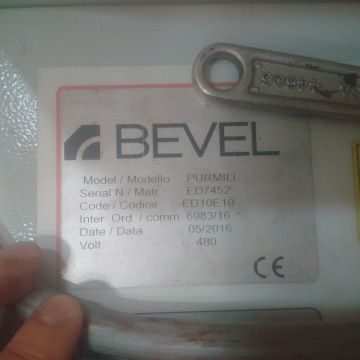 BEVEL
Model / Modello PURMILL
Serial N / Matr ED7452
Code / Codice ED10E10
Inter Ord / comm 6983/16
Date / Data 05/2016
Volt 480
CE